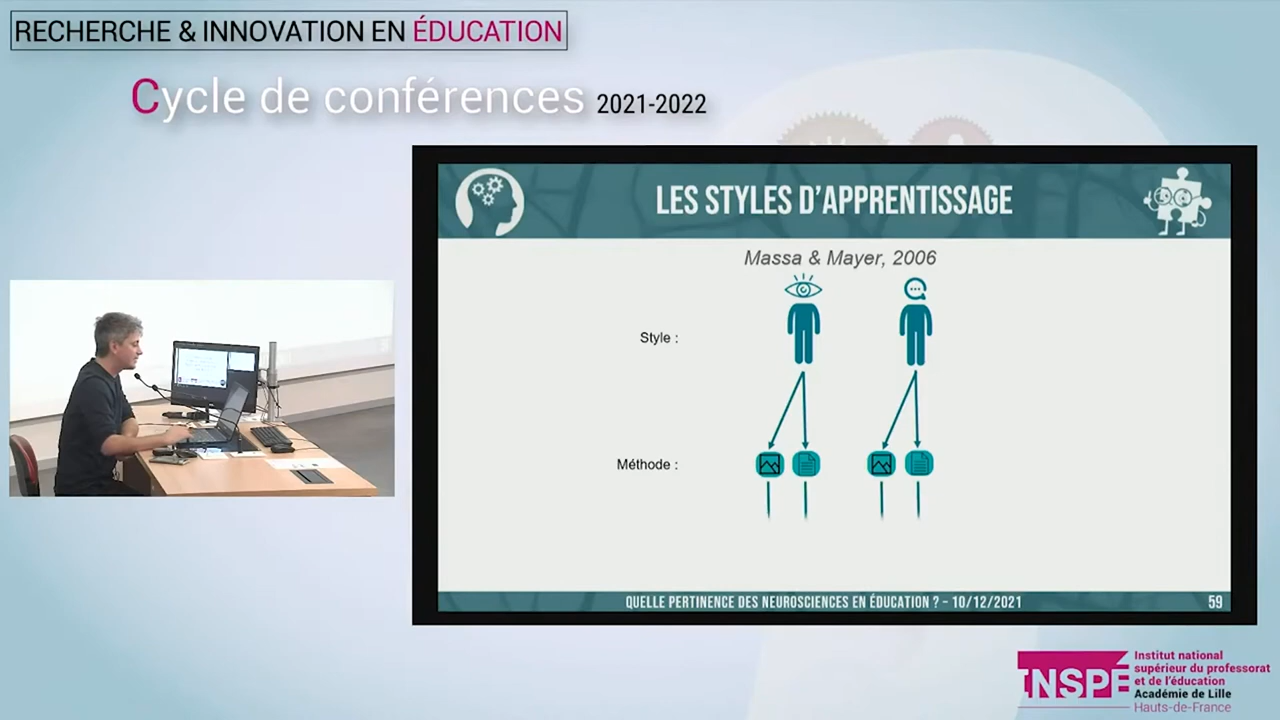 RECHERCHE & INNOVATION EN ÉDUCATION
Cycle de conférences 2021-2022
LES STYLES D'APPRENTISSAGE
Massa & Mayer, 2006
Style :
Méthode :
QUELLE PERTINENCE DES NEUROSCIENCES EN ÉDUCATION ? – 10/12/2021
59
INSPÉ
Institut national
supérieur du professorat
et de l'éducation
Académie de Lille
Hauts-de-France